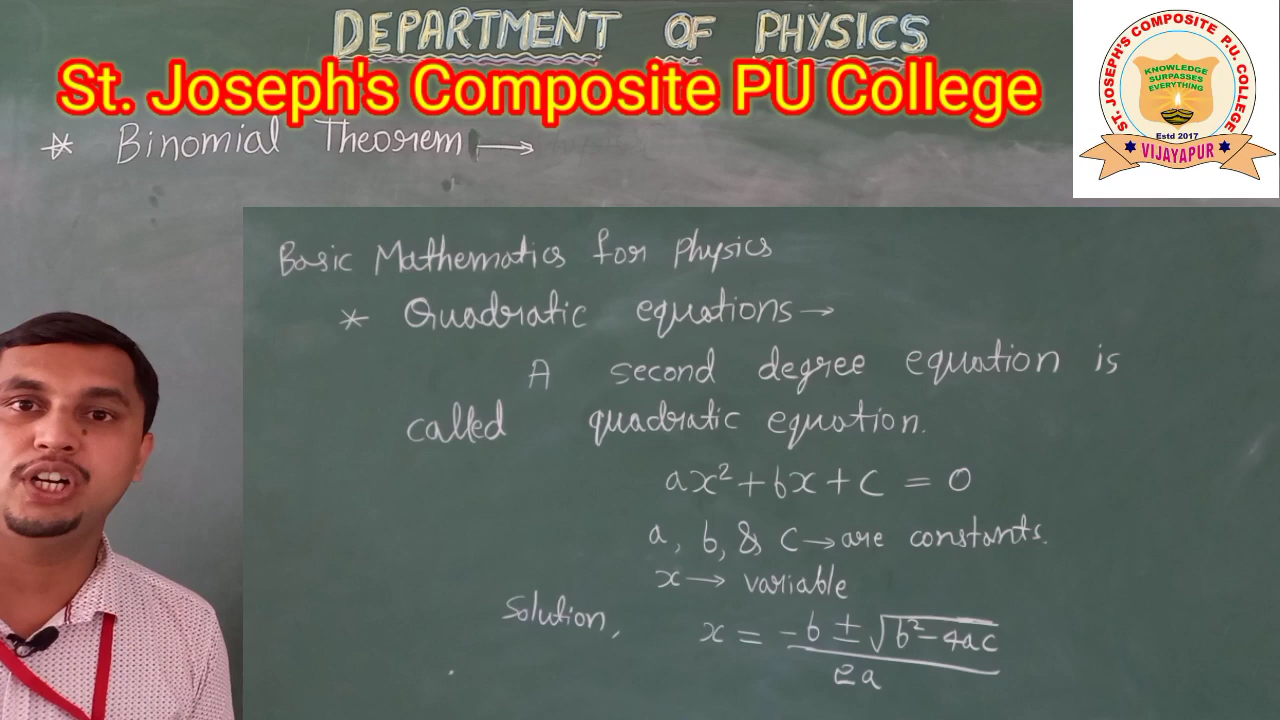 DEPARTMENT OF PHYSICS
St. Joseph's Composite PU College
ST. JOSEPH'S COMPOSITE P.U. COLLEGE
KNOWLEDGE
SURPASSES
EVERYTHING
Estd 2017
VIJAYAPUR
* Binomial Theorem →
Basic Mathematics for Physics
* Quadratic equations →
A second degree equation is
called quadratic equation.
ax² + bx + c = 0
a, b, & c → are constants.
x → variable
Solution, x = -b ± √b² - 4ac
2a